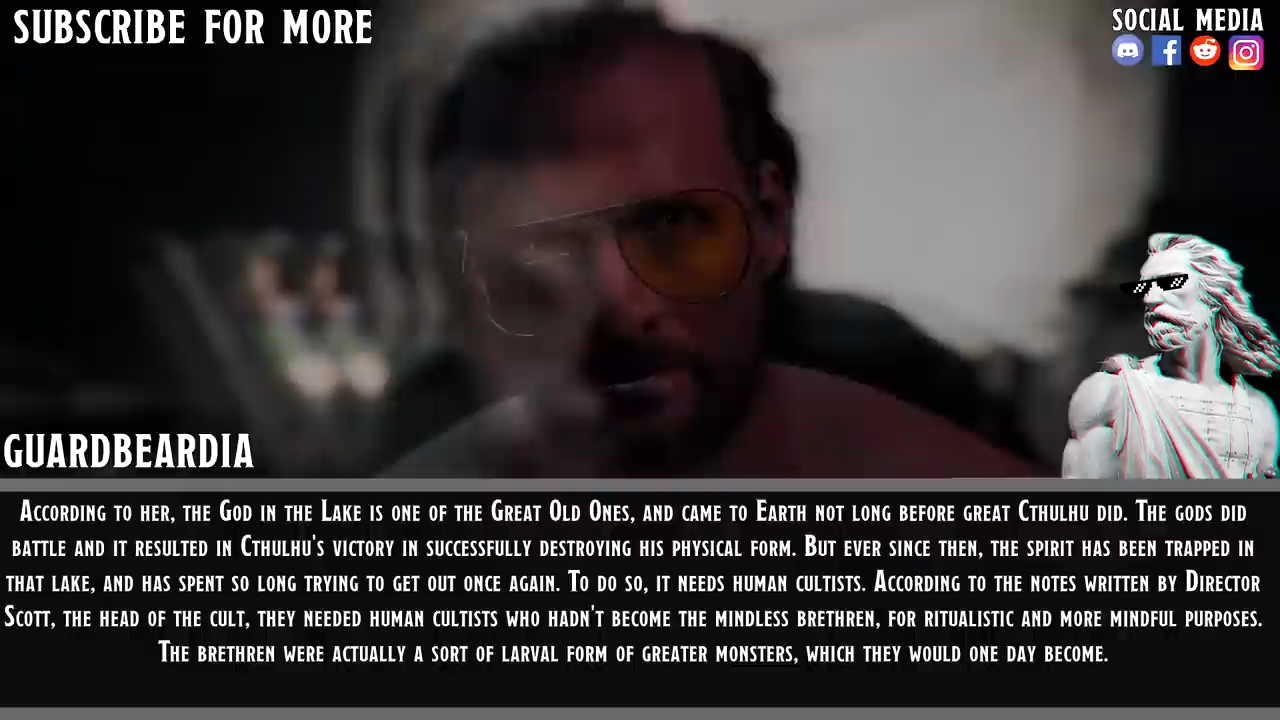 SUBSCRIBE FOR MORE
SOCIAL MEDIA
GUARDBEARDIA
According to her, the God in the Lake is one of the Great Old Ones, and came to Earth not long before great Cthulhu did. The gods did
battle and it resulted in Cthulhu's victory in successfully destroying his physical form. But ever since then, the spirit has been trapped in
that lake, and has spent so long trying to get out once again. To do so, it needs human cultists. According to the notes written by Director
Scott, the head of the cult, they needed human cultists who hadn't become the mindless brethren, for ritualistic and more mindful purposes.
The brethren were actually a sort of larval form of greater monsters, which they would one day become.